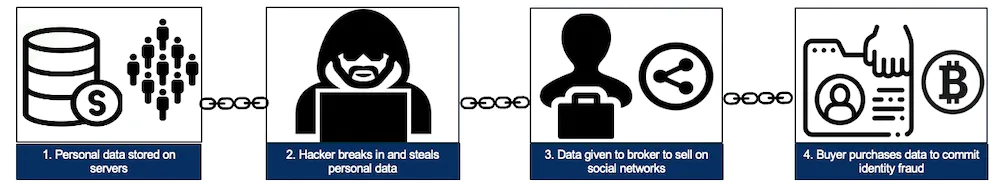 $
1. Personal data stored on
servers
2. Hacker breaks in and steals
personal data
3. Data given to broker to sell on
social networks
4. Buyer purchases data to commit
identity fraud